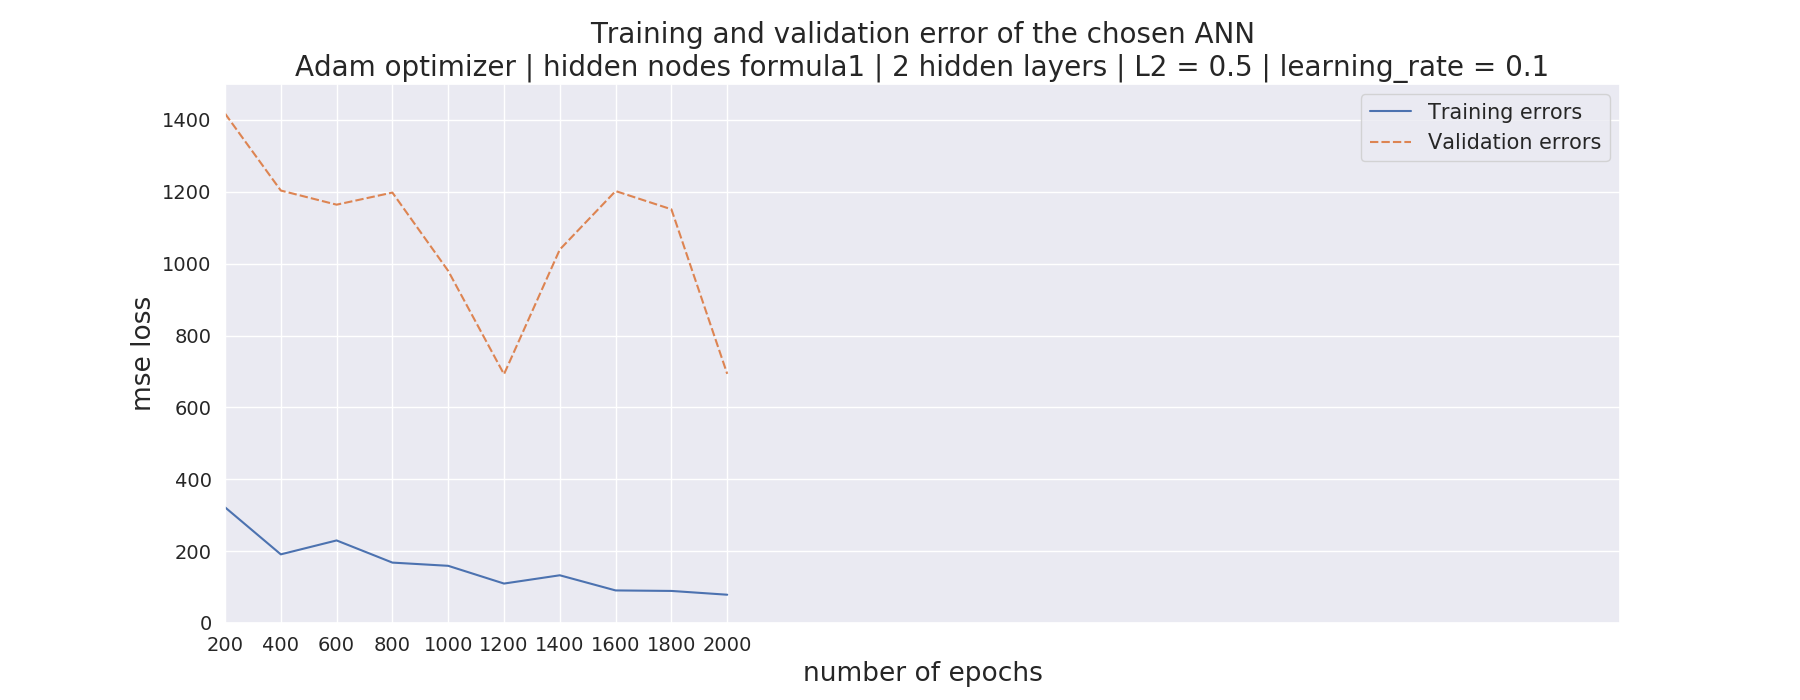 Training and validation error of the chosen ANN
Adam optimizer | hidden nodes formula1 | 2 hidden layers | L2 = 0.5 | learning_rate = 0.1
Training errors
Validation errors
1400
1200
1000
800
600
400
200
0
mse loss
200 400 600 800 1000 1200 1400 1600 1800 2000
number of epochs